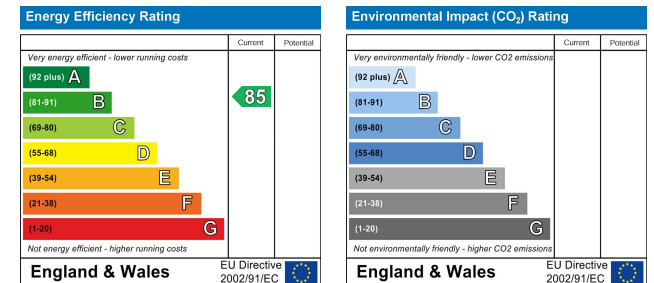 Energy Efficiency Rating
Current Potential
Very energy efficient - lower running costs
(92 plus) A
(81-91) B
85
(69-80) C
(55-68) D
(39-54) E
(21-38) F
(1-20) G
Not energy efficient - higher running costs
England & Wales
EU Directive
2002/91/EC
Environmental Impact (CO₂) Rating
Current Potential
Very environmentally friendly - lower CO2 emissions
(92 plus) A
(81-91) B
(69-80) C
(55-68) D
(39-54) E
(21-38) F
(1-20) G
Not environmentally friendly - higher CO2 emissions
England & Wales
EU Directive
2002/91/EC